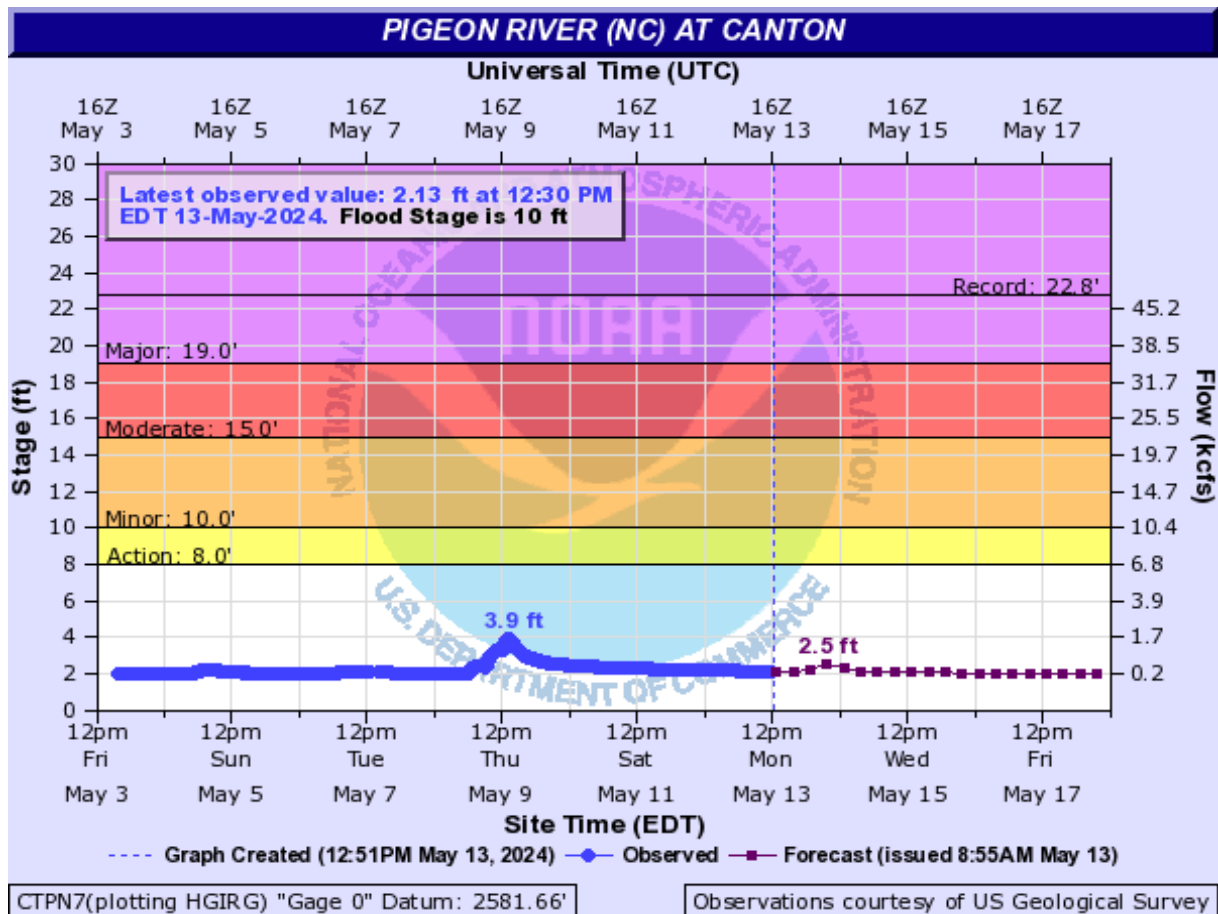 PIGEON RIVER (NC) AT CANTON
Universal Time (UTC)
16Z 16Z 16Z 16Z 16Z 16Z 16Z 16Z
May 3 May 5 May 7 May 9 May 11 May 13 May 15 May 17
30
Latest observed value: 2.13 ft at 12:30 PM
EDT 13-May-2024. Flood Stage is 10 ft
28
26
24
Record: 22.8'
22 45.2
20 38.5
Major: 19.0'
18 31.7
16 25.5
Moderate: 15.0'
14 19.7
12 14.7
Minor: 10.0'
10 10.4
Action: 8.0'
8 6.8
6 3.9
3.9 ft
4 1.7
2.5 ft
2 0.2
0
Stage (ft)
Flow (kcfs)
NATIONAL OCEANIC AND ATMOSPHERIC ADMINISTRATION
NOAA
U.S. DEPARTMENT OF COMMERCE
12pm 12pm 12pm 12pm 12pm 12pm 12pm 12pm
Fri Sun Tue Thu Sat Mon Wed Fri
May 3 May 5 May 7 May 9 May 11 May 13 May 15 May 17
Site Time (EDT)
Graph Created (12:51PM May 13, 2024) Observed Forecast (issued 8:55AM May 13)
CTPN7(plotting HGIRG) "Gage 0" Datum: 2581.66' Observations courtesy of US Geological Survey